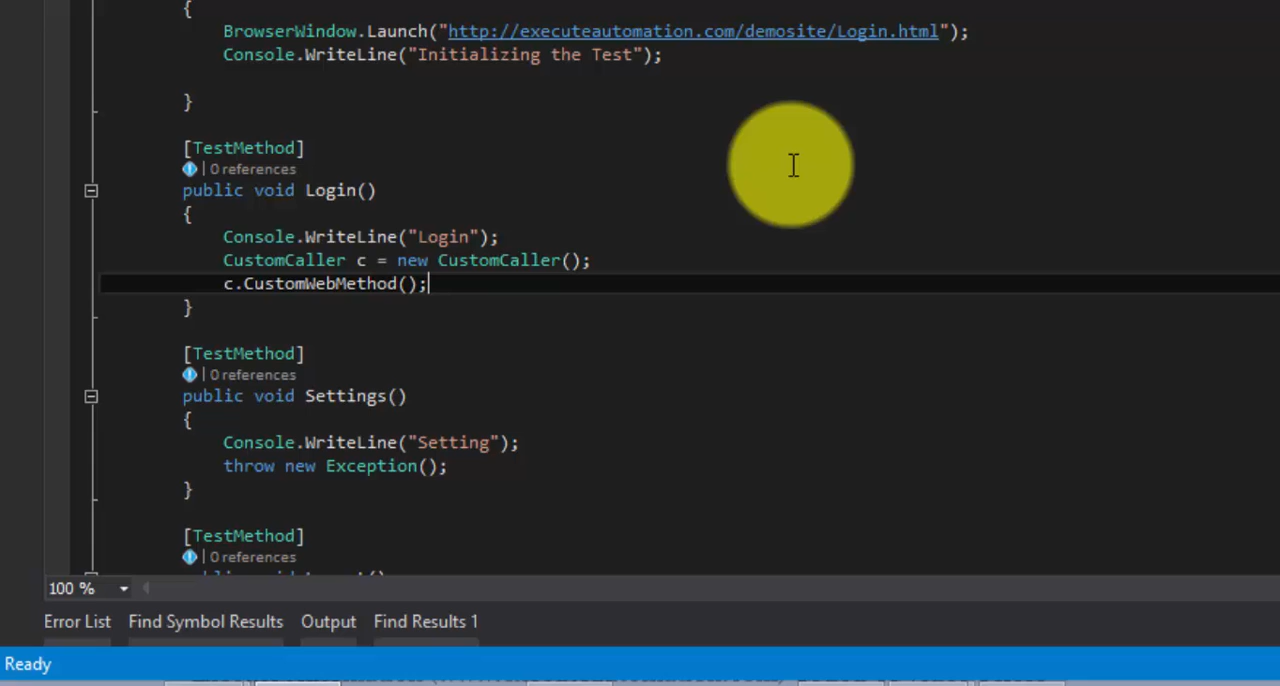 {
BrowserWindow.Launch("http://executeautomation.com/demosite/Login.html");
Console.WriteLine("Initializing the Test");
}
[TestMethod]
0 references
public void Login()
{
Console.WriteLine("Login");
CustomCaller c = new CustomCaller();
c.CustomWebMethod();
}
[TestMethod]
0 references
public void Settings()
{
Console.WriteLine("Setting");
throw new Exception();
}
[TestMethod]
0 references
100 %
Error List Find Symbol Results Output Find Results 1
Ready